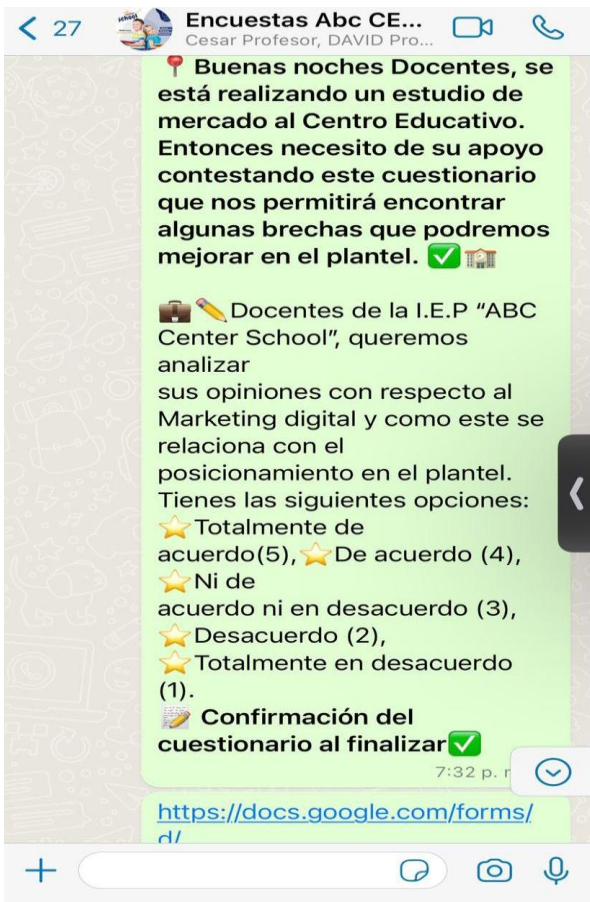 27
Encuestas Abc CE...
Cesar Profesor, DAVID Pro...
Buenas noches Docentes, se
está realizando un estudio de
mercado al Centro Educativo.
Entonces necesito de su apoyo
contestando este cuestionario
que nos permitirá encontrar
algunas brechas que podremos
mejorar en el plantel.
Docentes de la I.E.P “ABC
Center School”, queremos
analizar
sus opiniones con respecto al
Marketing digital y como este se
relaciona con el
posicionamiento en el plantel.
Tienes las siguientes opciones:
Totalmente de
acuerdo(5), De acuerdo (4),
Ni de
acuerdo ni en desacuerdo (3),
Desacuerdo (2),
Totalmente en desacuerdo
(1).
Confirmación del
cuestionario al finalizar
7:32 p.
https://docs.google.com/forms/
d/